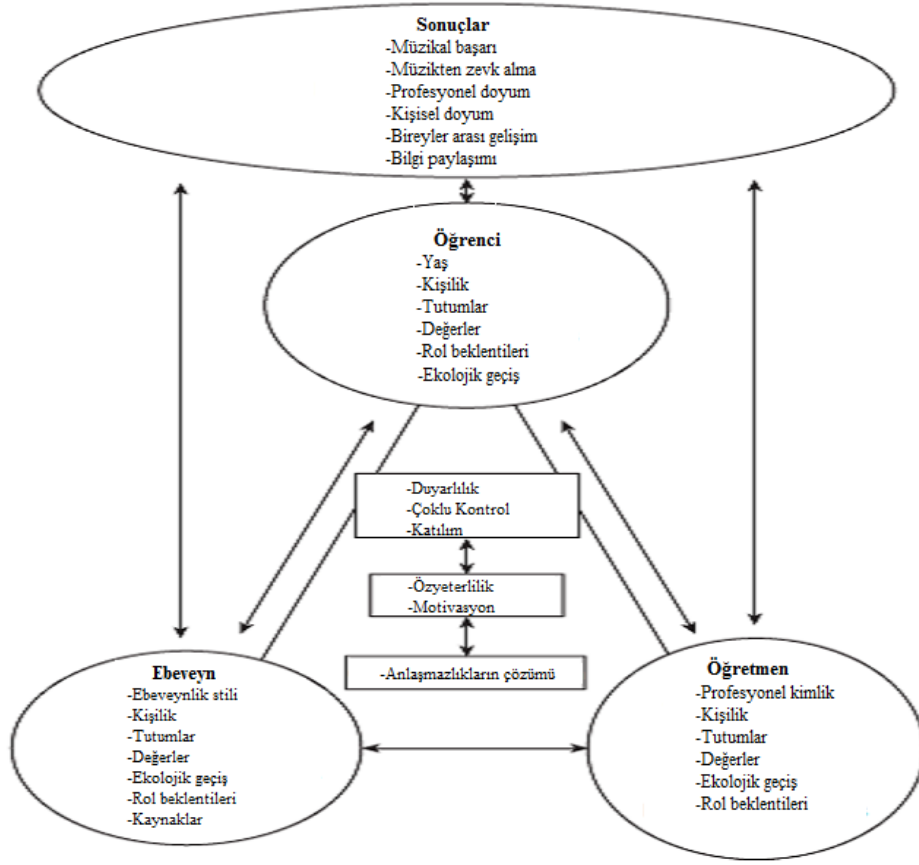 Sonuçlar
-Müzikal başarı
-Müzikten zevk alma
-Profesyonel doyum
-Kişisel doyum
-Bireyler arası gelişim
-Bilgi paylaşımı
Öğrenci
-Yaş
-Kişilik
-Tutumlar
-Değerler
-Rol beklentileri
-Ekolojik geçiş
-Duyarlılık
-Çoklu Kontrol
-Katılım
-Özyeterlilik
-Motivasyon
-Anlaşmazlıkların çözümü
Ebeveyn
-Ebeveynlik stili
-Kişilik
-Tutumlar
-Değerler
-Ekolojik geçiş
-Rol beklentileri
-Kaynaklar
Öğretmen
-Profesyonel kimlik
-Kişilik
-Tutumlar
-Değerler
-Ekolojik geçiş
-Rol beklentileri